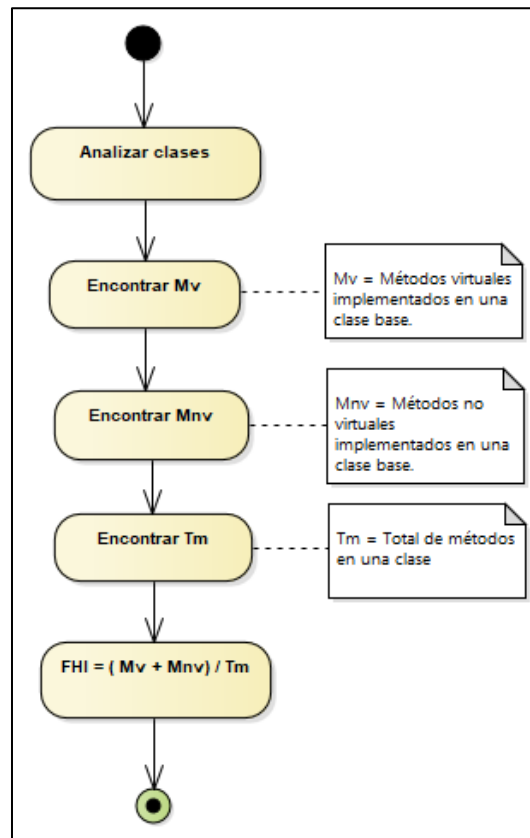 Analizar clases
Encontrar Mv
Mv = Métodos virtuales
implementados en una
clase base.
Encontrar Mnv
Mnv = Métodos no
virtuales
implementados en una
clase base.
Encontrar Tm
Tm = Total de métodos
en una clase
FHI = ( Mv + Mnv) / Tm